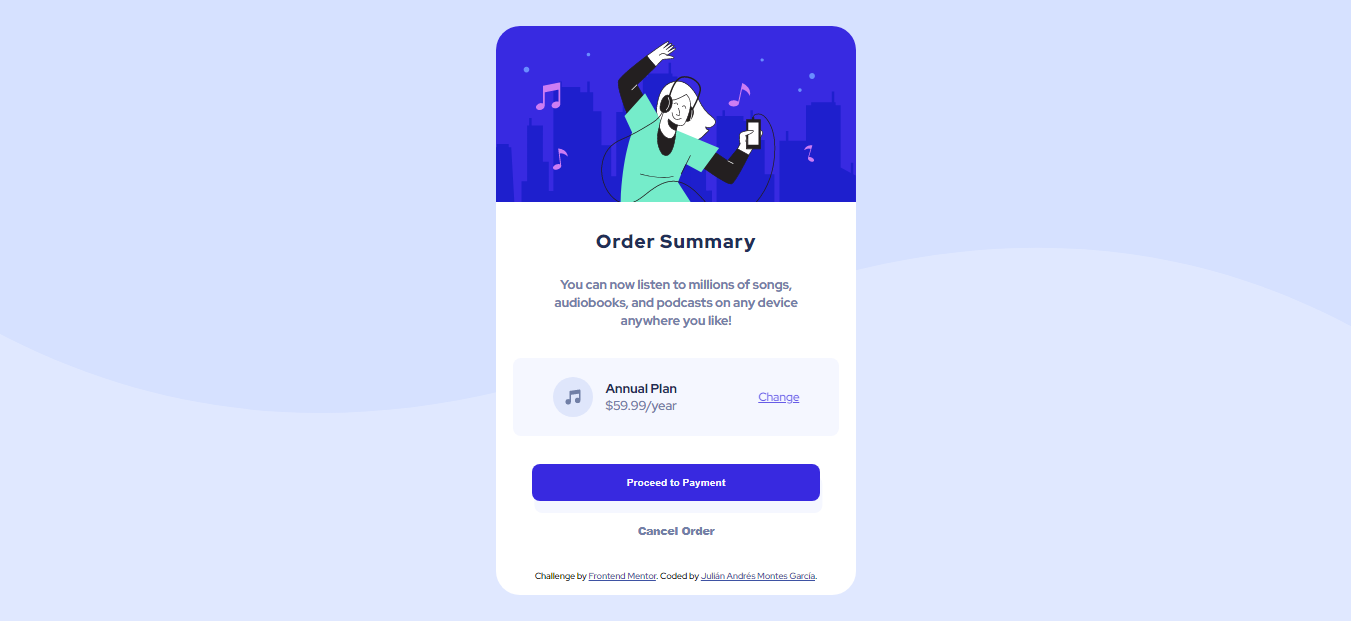 Order Summary
You can now listen to millions of songs,
audiobooks, and podcasts on any device
anywhere you like!
Annual Plan
$59.99/year
Change
Proceed to Payment
Cancel Order
Challenge by Frontend Mentor. Coded by Julián Andrés Montes García.